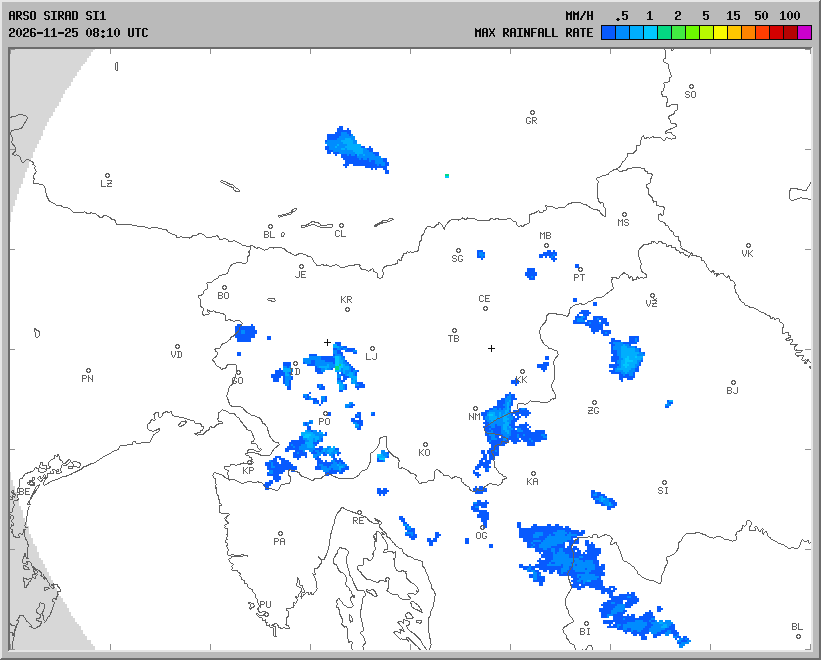 ARSO SIRAD SI1 MM/H .5 1 2 5 15 50 100
2026-11-25 08:10 UTC MAX RAINFALL RATE
SO
GR
LZ
MS
BL CL MB VK
SG
JE PT
BO KR CE VZ
TB
VD LJ
PN GO KK BJ
NM ZG
PO
KO
KP
KA SI
BE
RE
PA OG
PU
BI BL